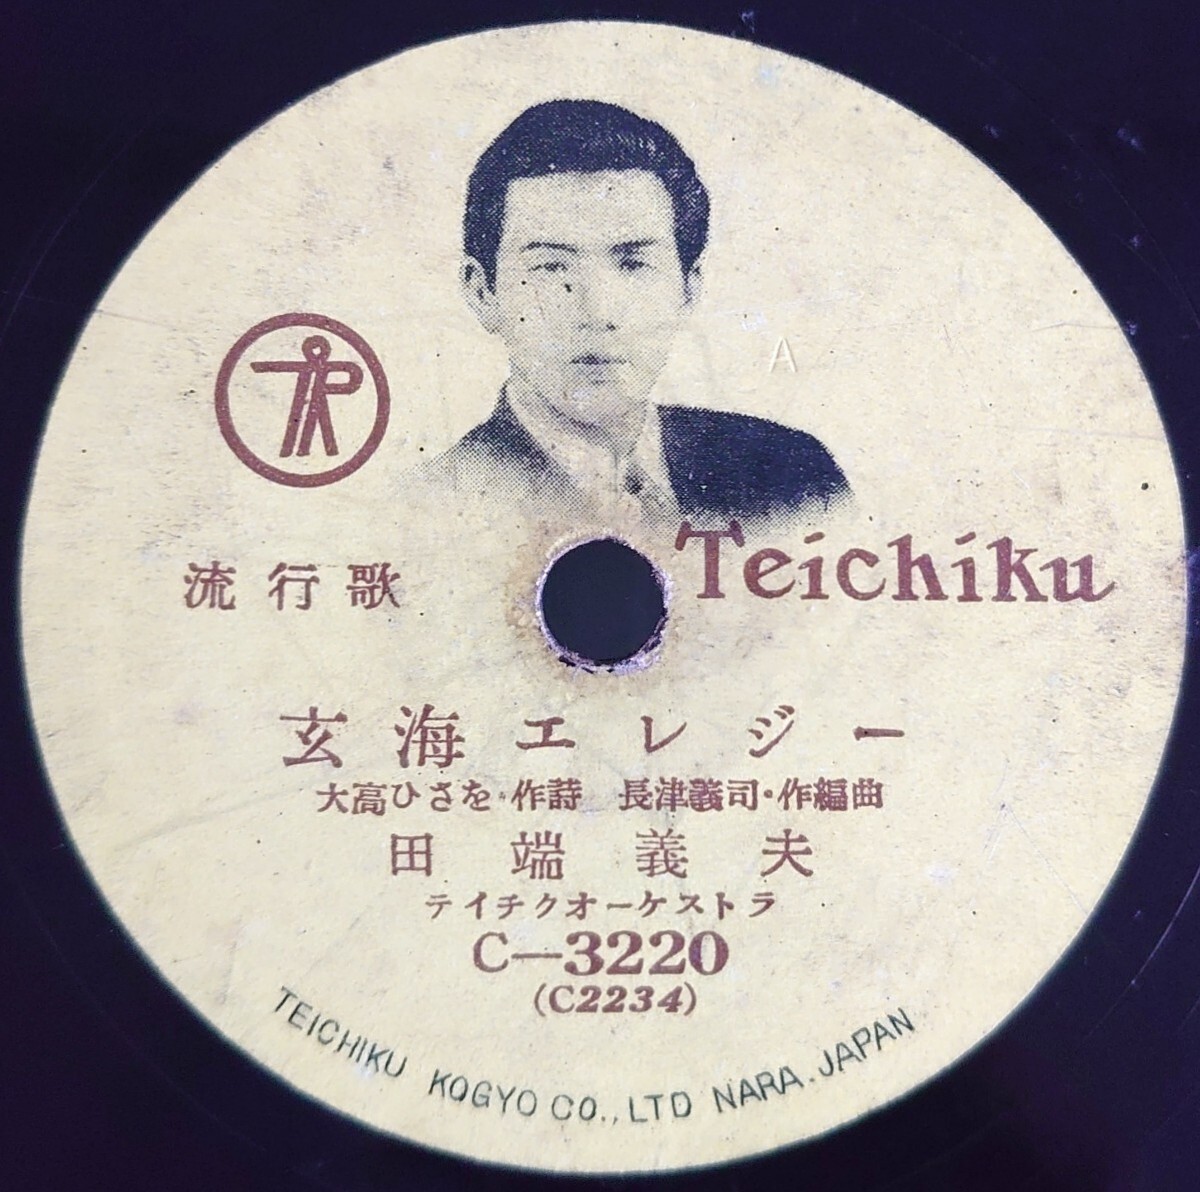 A
流行歌
Teichiku
玄海エレジー
大高ひさを・作詩 長津義司・作編曲
田端義夫
テイチクオーケストラ
C—3220
(C2234)
TEICHIKU KOGYO CO., LTD NARA. JAPAN